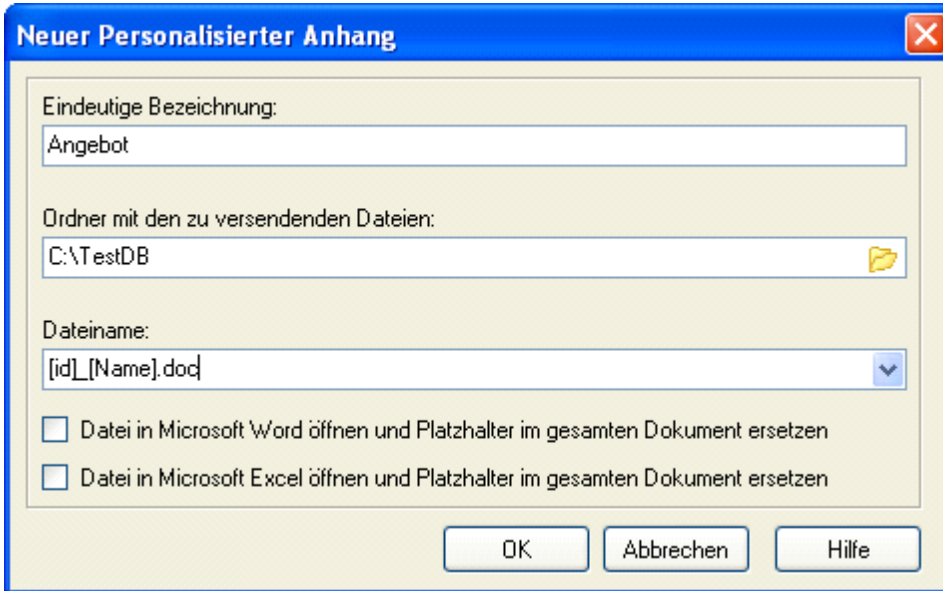 Neuer Personalisierter Anhang
Eindeutige Bezeichnung:
Angebot
Ordner mit den zu versendenden Dateien:
C:\TestDB
Dateiname:
[id]_[Name].doc
Datei in Microsoft Word öffnen und Platzhalter im gesamten Dokument ersetzen
Datei in Microsoft Excel öffnen und Platzhalter im gesamten Dokument ersetzen
OK Abbrechen Hilfe